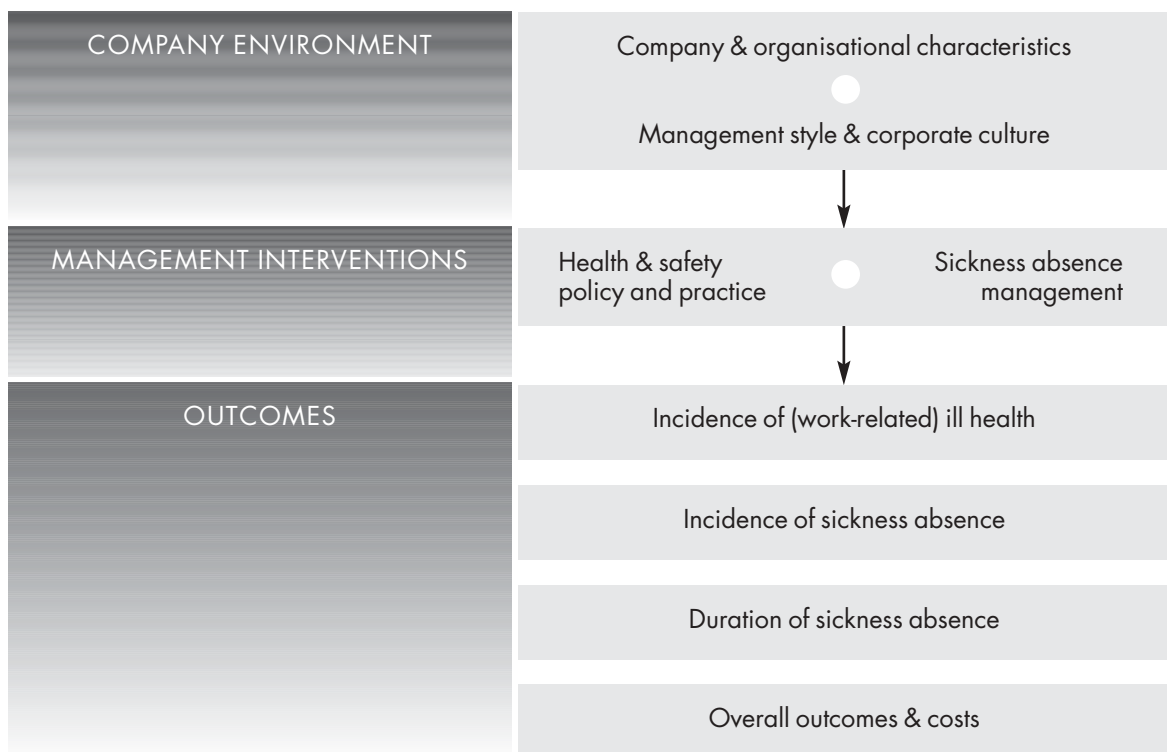 COMPANY ENVIRONMENT
Company & organisational characteristics
Management style & corporate culture
MANAGEMENT INTERVENTIONS
Health & safety
policy and practice
Sickness absence
management
OUTCOMES
Incidence of (work-related) ill health
Incidence of sickness absence
Duration of sickness absence
Overall outcomes & costs